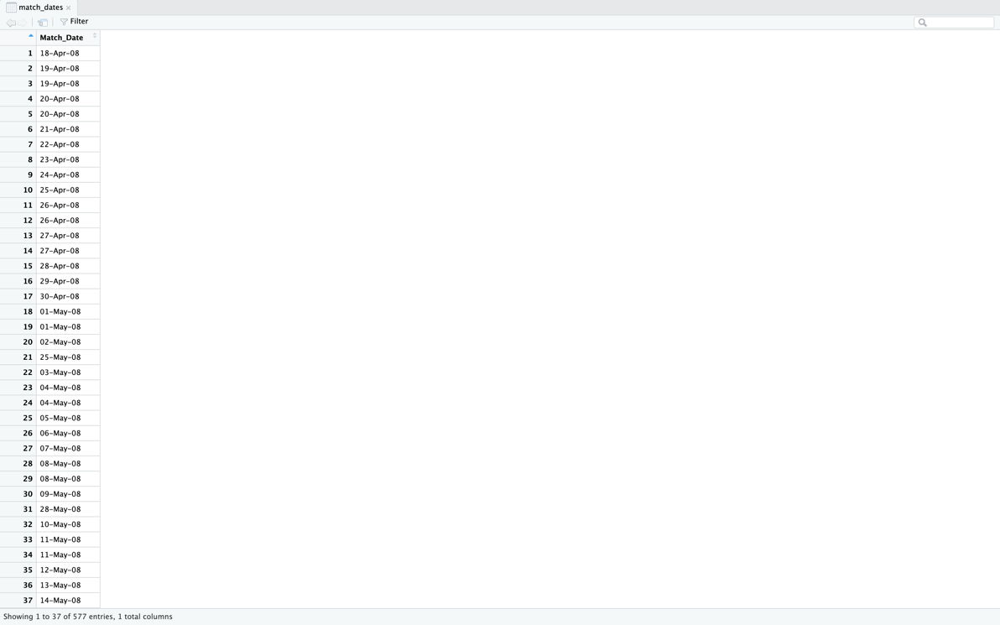 match_dates
Filter
Match_Date
1 18-Apr-08
2 19-Apr-08
3 19-Apr-08
4 20-Apr-08
5 20-Apr-08
6 21-Apr-08
7 22-Apr-08
8 23-Apr-08
9 24-Apr-08
10 25-Apr-08
11 26-Apr-08
12 26-Apr-08
13 27-Apr-08
14 27-Apr-08
15 28-Apr-08
16 29-Apr-08
17 30-Apr-08
18 01-May-08
19 01-May-08
20 02-May-08
21 25-May-08
22 03-May-08
23 04-May-08
24 04-May-08
25 05-May-08
26 06-May-08
27 07-May-08
28 08-May-08
29 08-May-08
30 09-May-08
31 28-May-08
32 10-May-08
33 11-May-08
34 11-May-08
35 12-May-08
36 13-May-08
37 14-May-08
Showing 1 to 37 of 577 entries, 1 total columns